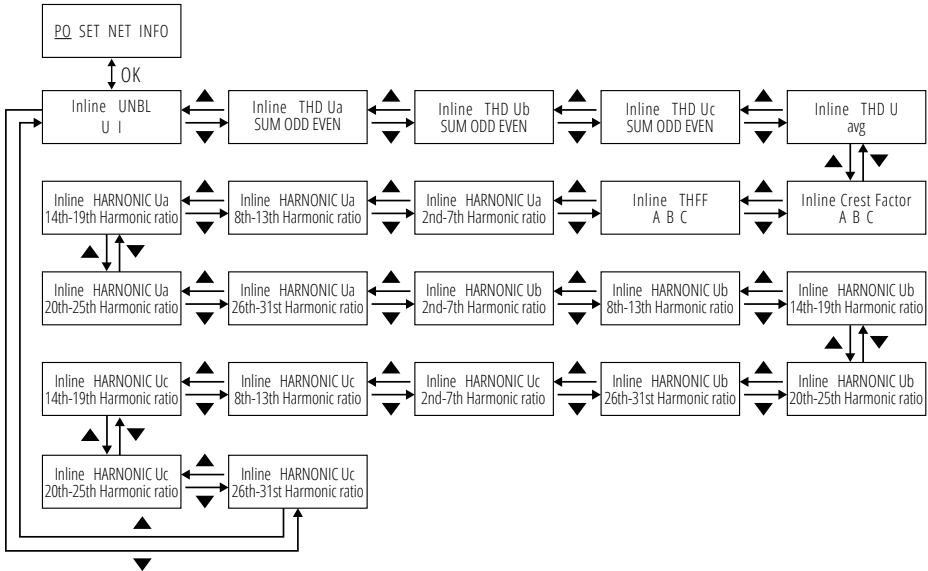 PO SET NET INFO
OK
Inline UNBL
U I
Inline THD Ua
SUM ODD EVEN
Inline THD Ub
SUM ODD EVEN
Inline THD Uc
SUM ODD EVEN
Inline THD U
avg
Inline HARNONIC Ua
14th-19th Harmonic ratio
Inline HARNONIC Ua
8th-13th Harmonic ratio
Inline HARNONIC Ua
2nd-7th Harmonic ratio
Inline THFF
A B C
Inline Crest Factor
A B C
Inline HARNONIC Ua
20th-25th Harmonic ratio
Inline HARNONIC Ua
26th-31st Harmonic ratio
Inline HARNONIC Ub
2nd-7th Harmonic ratio
Inline HARNONIC Ub
8th-13th Harmonic ratio
Inline HARNONIC Ub
14th-19th Harmonic ratio
Inline HARNONIC Uc
14th-19th Harmonic ratio
Inline HARNONIC Uc
8th-13th Harmonic ratio
Inline HARNONIC Uc
2nd-7th Harmonic ratio
Inline HARNONIC Ub
26th-31st Harmonic ratio
Inline HARNONIC Ub
20th-25th Harmonic ratio
Inline HARNONIC Uc
20th-25th Harmonic ratio
Inline HARNONIC Uc
26th-31st Harmonic ratio